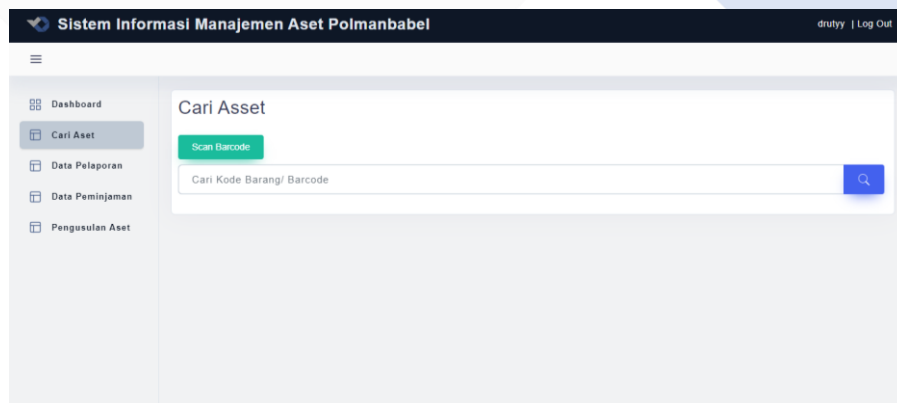 Sistem Informasi Manajemen Aset Polmanbabel
drutyy | Log Out
Dashboard
Cari Aset
Data Pelaporan
Data Peminjaman
Pengusulan Aset
Cari Asset
Scan Barcode
Cari Kode Barang/ Barcode